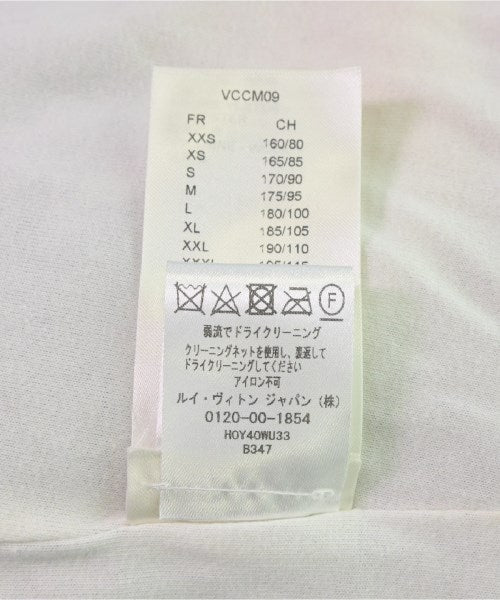 VCCM09
FR CH
XXS 160/80
XS 165/85
S 170/90
M 175/95
L 180/100
XL 185/105
XXL 190/110
XXXL 195/115
F
弱流でドライクリーニング
クリーニングネットを使用し、裏返して
ドライクリーニングしてください
アイロン不可
ルイ・ヴィトン ジャパン（株）
0120-00-1854
HOY40WU33
B347